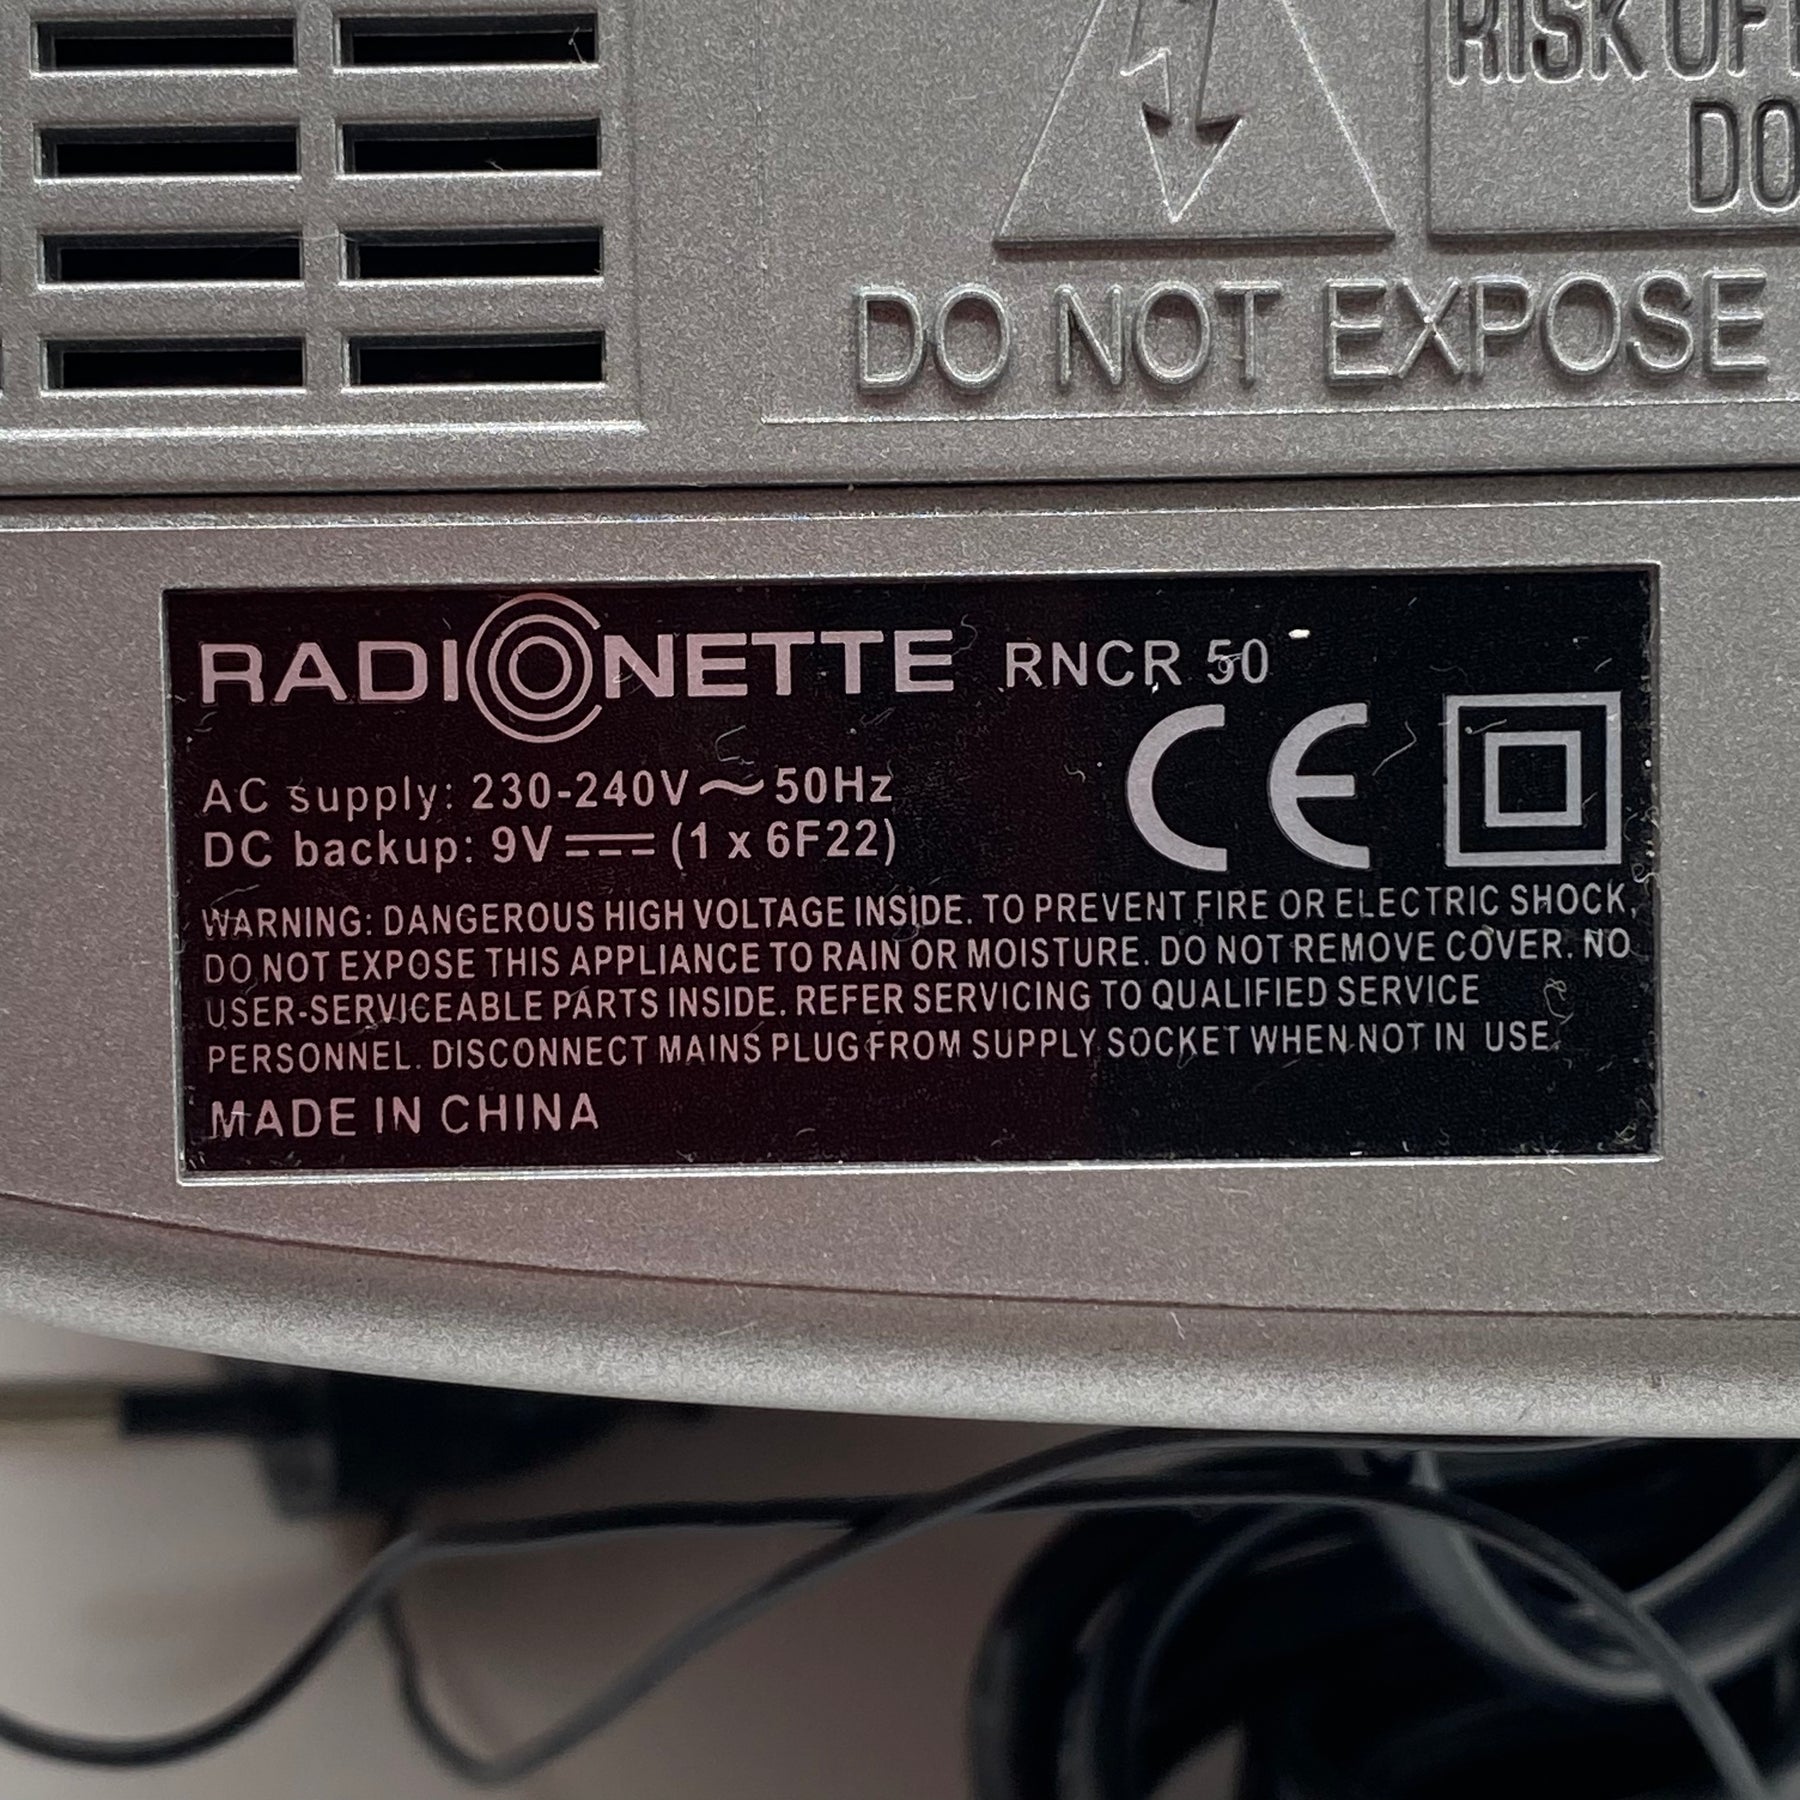 RISK OF
DO
DO NOT EXPOSE
RADIONETTE RNCR 50
CE
AC supply: 230-240V ~ 50Hz
DC backup: 9V ⎓ (1 x 6F22)
WARNING: DANGEROUS HIGH VOLTAGE INSIDE. TO PREVENT FIRE OR ELECTRIC SHOCK,
DO NOT EXPOSE THIS APPLIANCE TO RAIN OR MOISTURE. DO NOT REMOVE COVER. NO
USER-SERVICEABLE PARTS INSIDE. REFER SERVICING TO QUALIFIED SERVICE
PERSONNEL. DISCONNECT MAINS PLUG FROM SUPPLY SOCKET WHEN NOT IN USE.
MADE IN CHINA